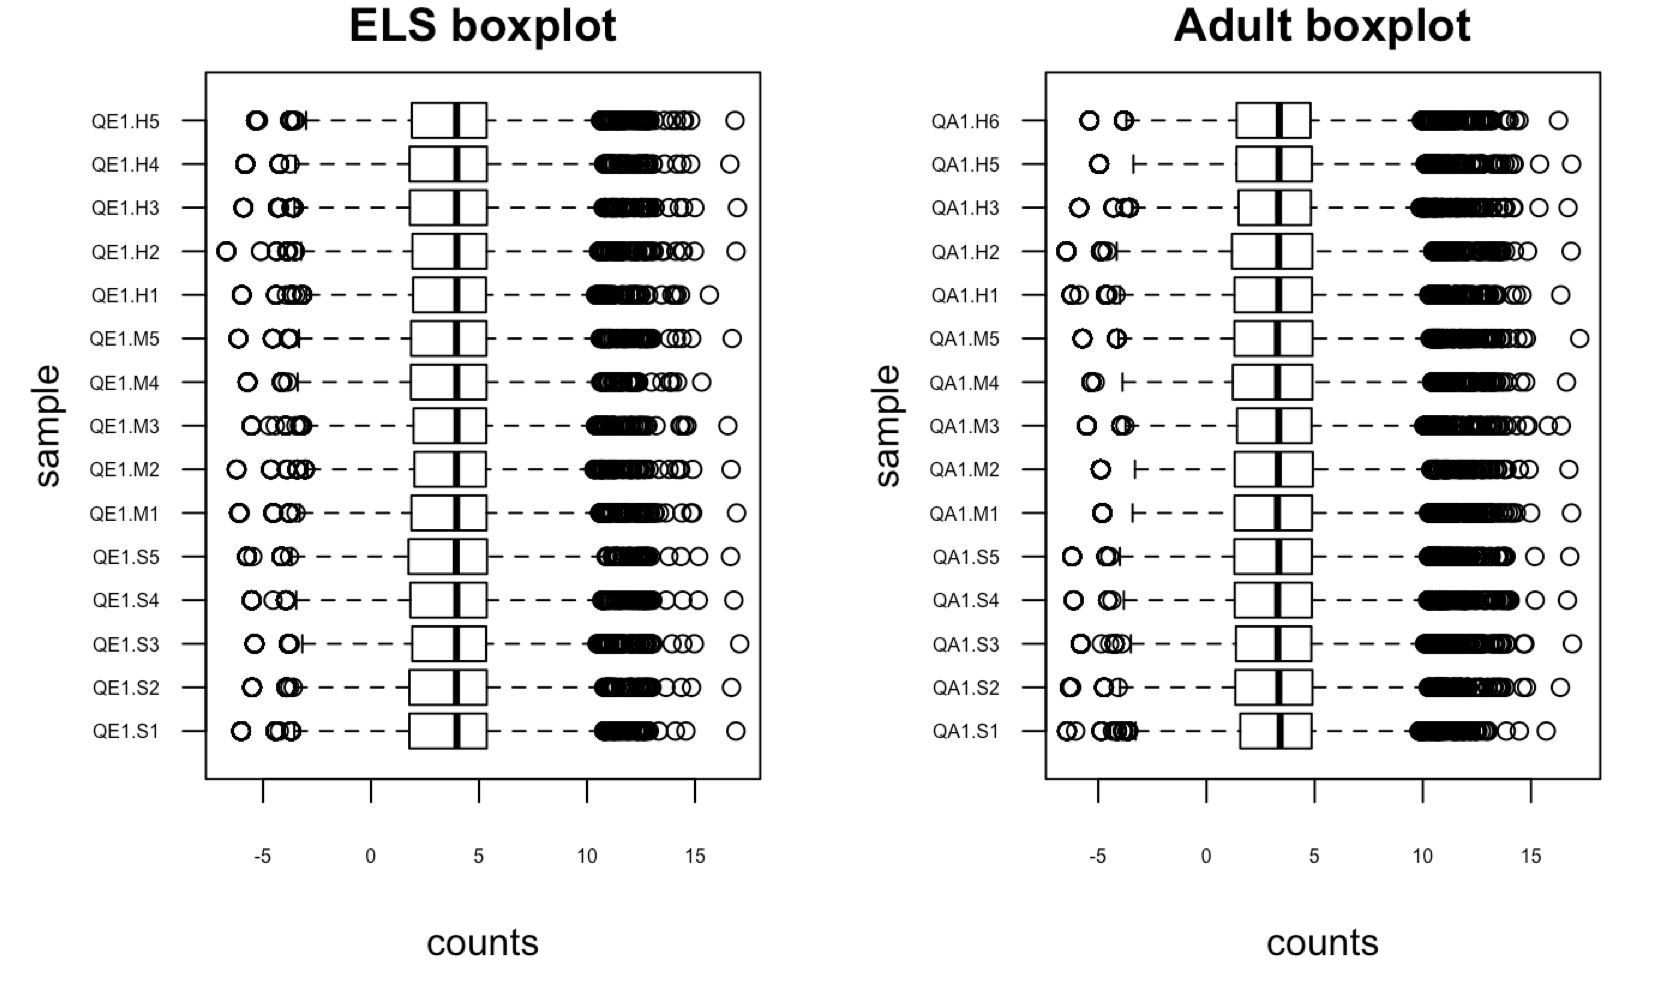 ELS boxplot
sample
QE1.H5
QE1.H4
QE1.H3
QE1.H2
QE1.H1
QE1.M5
QE1.M4
QE1.M3
QE1.M2
QE1.M1
QE1.S5
QE1.S4
QE1.S3
QE1.S2
QE1.S1
-5 0 5 10 15
counts
Adult boxplot
sample
QA1.H6
QA1.H5
QA1.H3
QA1.H2
QA1.H1
QA1.M5
QA1.M4
QA1.M3
QA1.M2
QA1.M1
QA1.S5
QA1.S4
QA1.S3
QA1.S2
QA1.S1
-5 0 5 10 15
counts